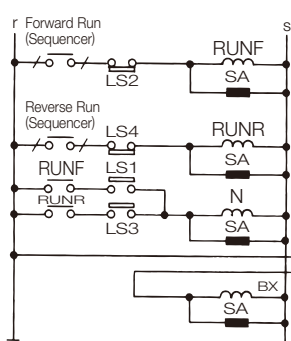 r Forward Run s
(Sequencer)
RUNF
SA
LS2
Reverse Run
(Sequencer)
LS4
RUNR
SA
RUNF LS1
RUNR
N
LS3
SA
BX
SA